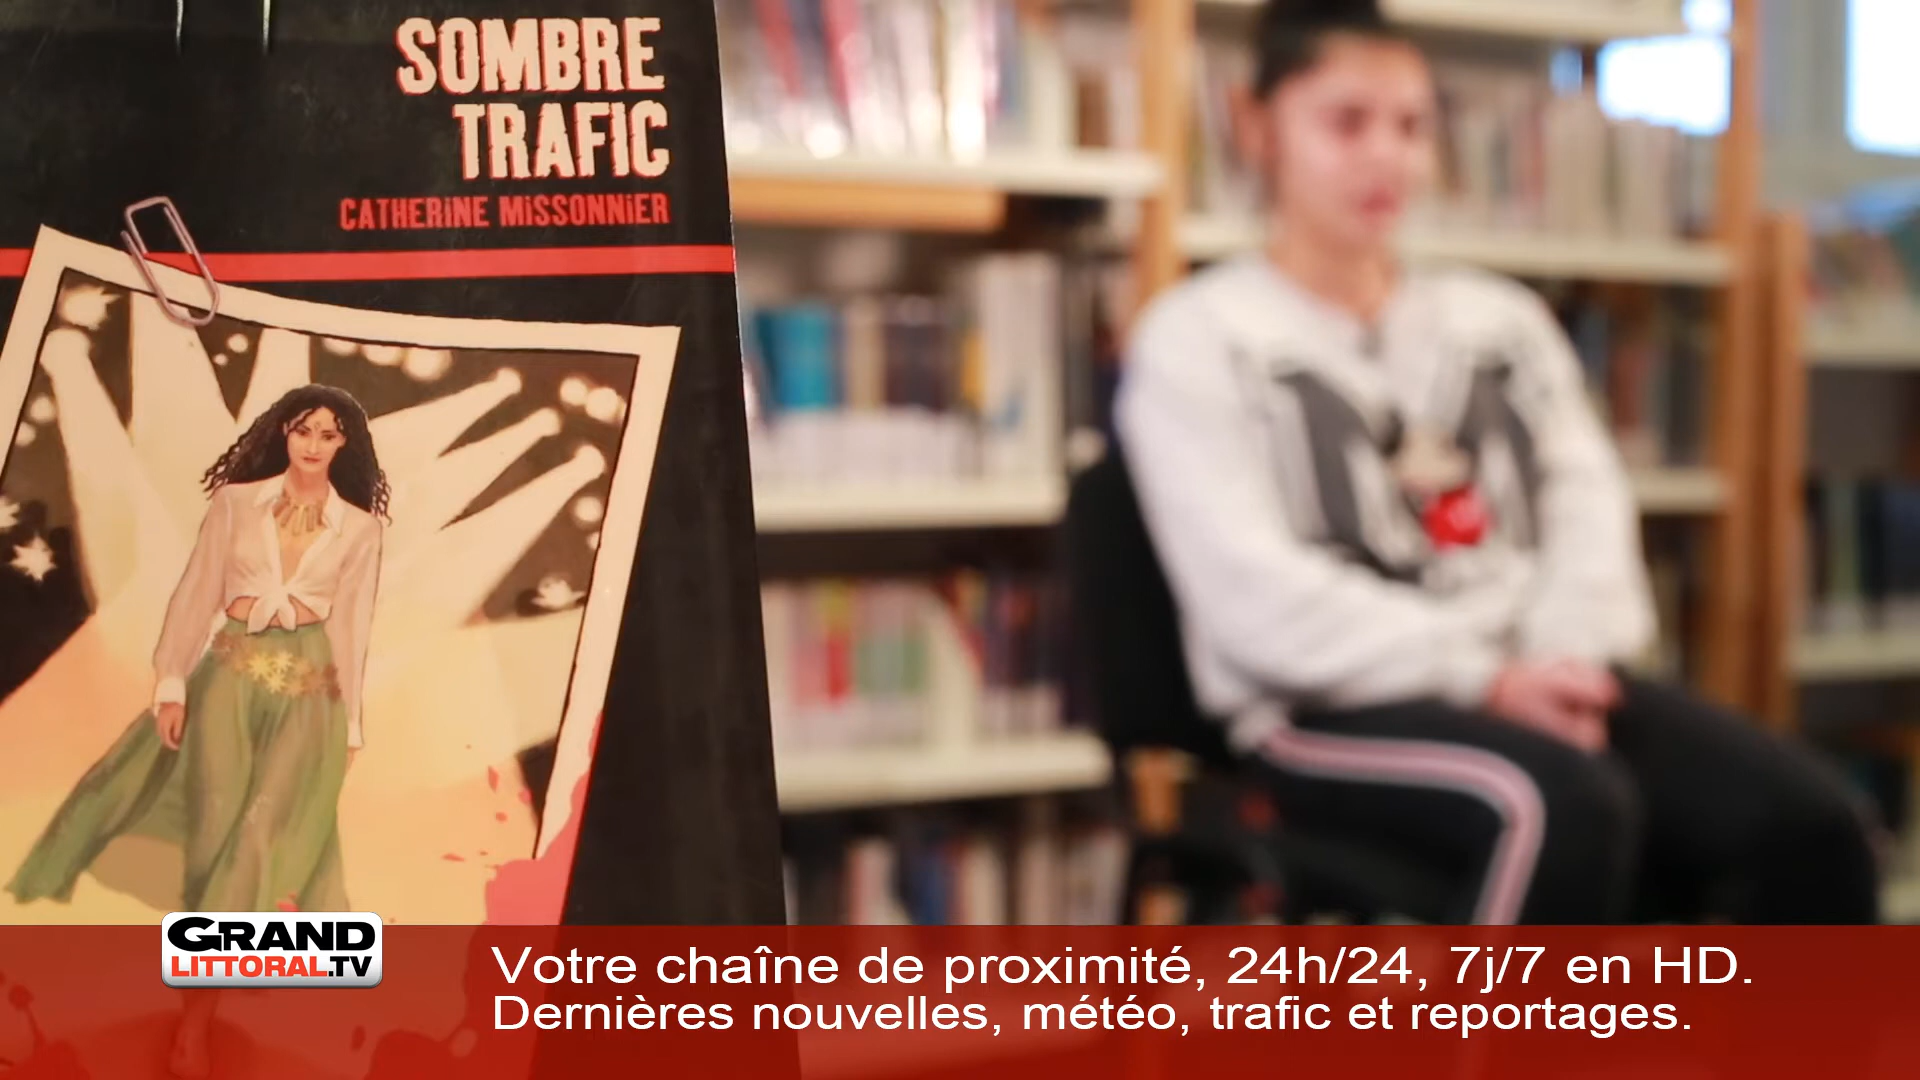 SOMBRE
TRAFIC
CATHERINE MiSSONNiER
GRAND
LITTORAL.TV
Votre chaîne de proximité, 24h/24, 7j/7 en HD.
Dernières nouvelles, météo, trafic et reportages.